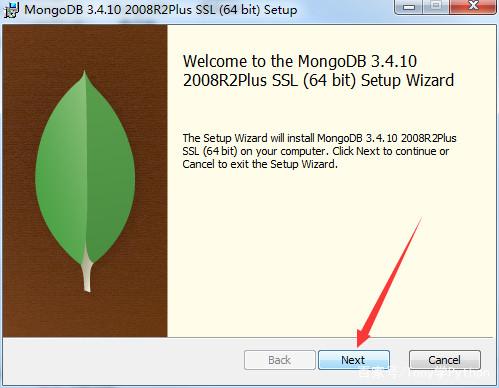 MongoDB 3.4.10 2008R2Plus SSL (64 bit) Setup
Welcome to the MongoDB 3.4.10
2008R2Plus SSL (64 bit) Setup Wizard
The Setup Wizard will install MongoDB 3.4.10 2008R2Plus
SSL (64 bit) on your computer. Click Next to continue or
Cancel to exit the Setup Wizard.
Back
Next
Cancel